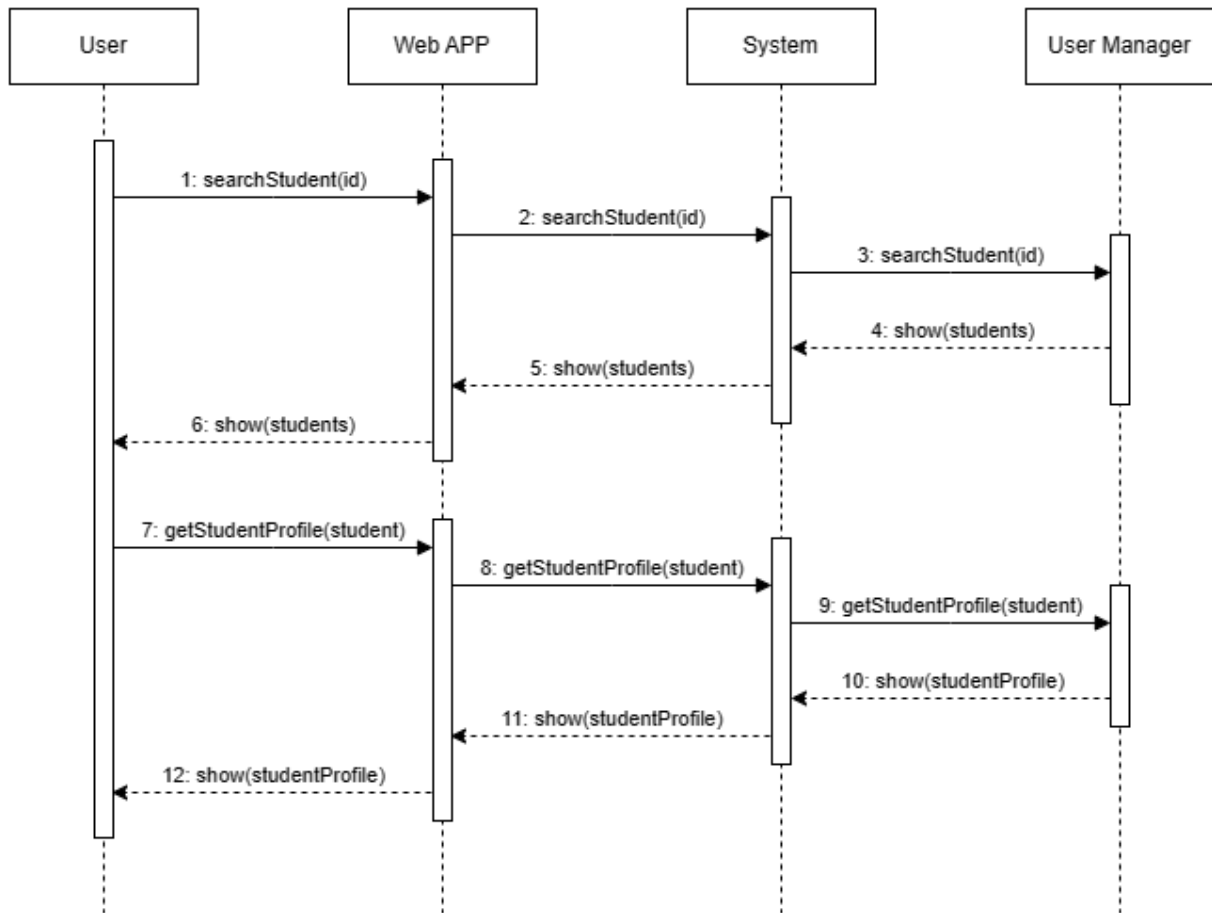 User
Web APP
System
User Manager
1: searchStudent(id)
2: searchStudent(id)
3: searchStudent(id)
4: show(students)
5: show(students)
6: show(students)
7: getStudentProfile(student)
8: getStudentProfile(student)
9: getStudentProfile(student)
10: show(studentProfile)
11: show(studentProfile)
12: show(studentProfile)